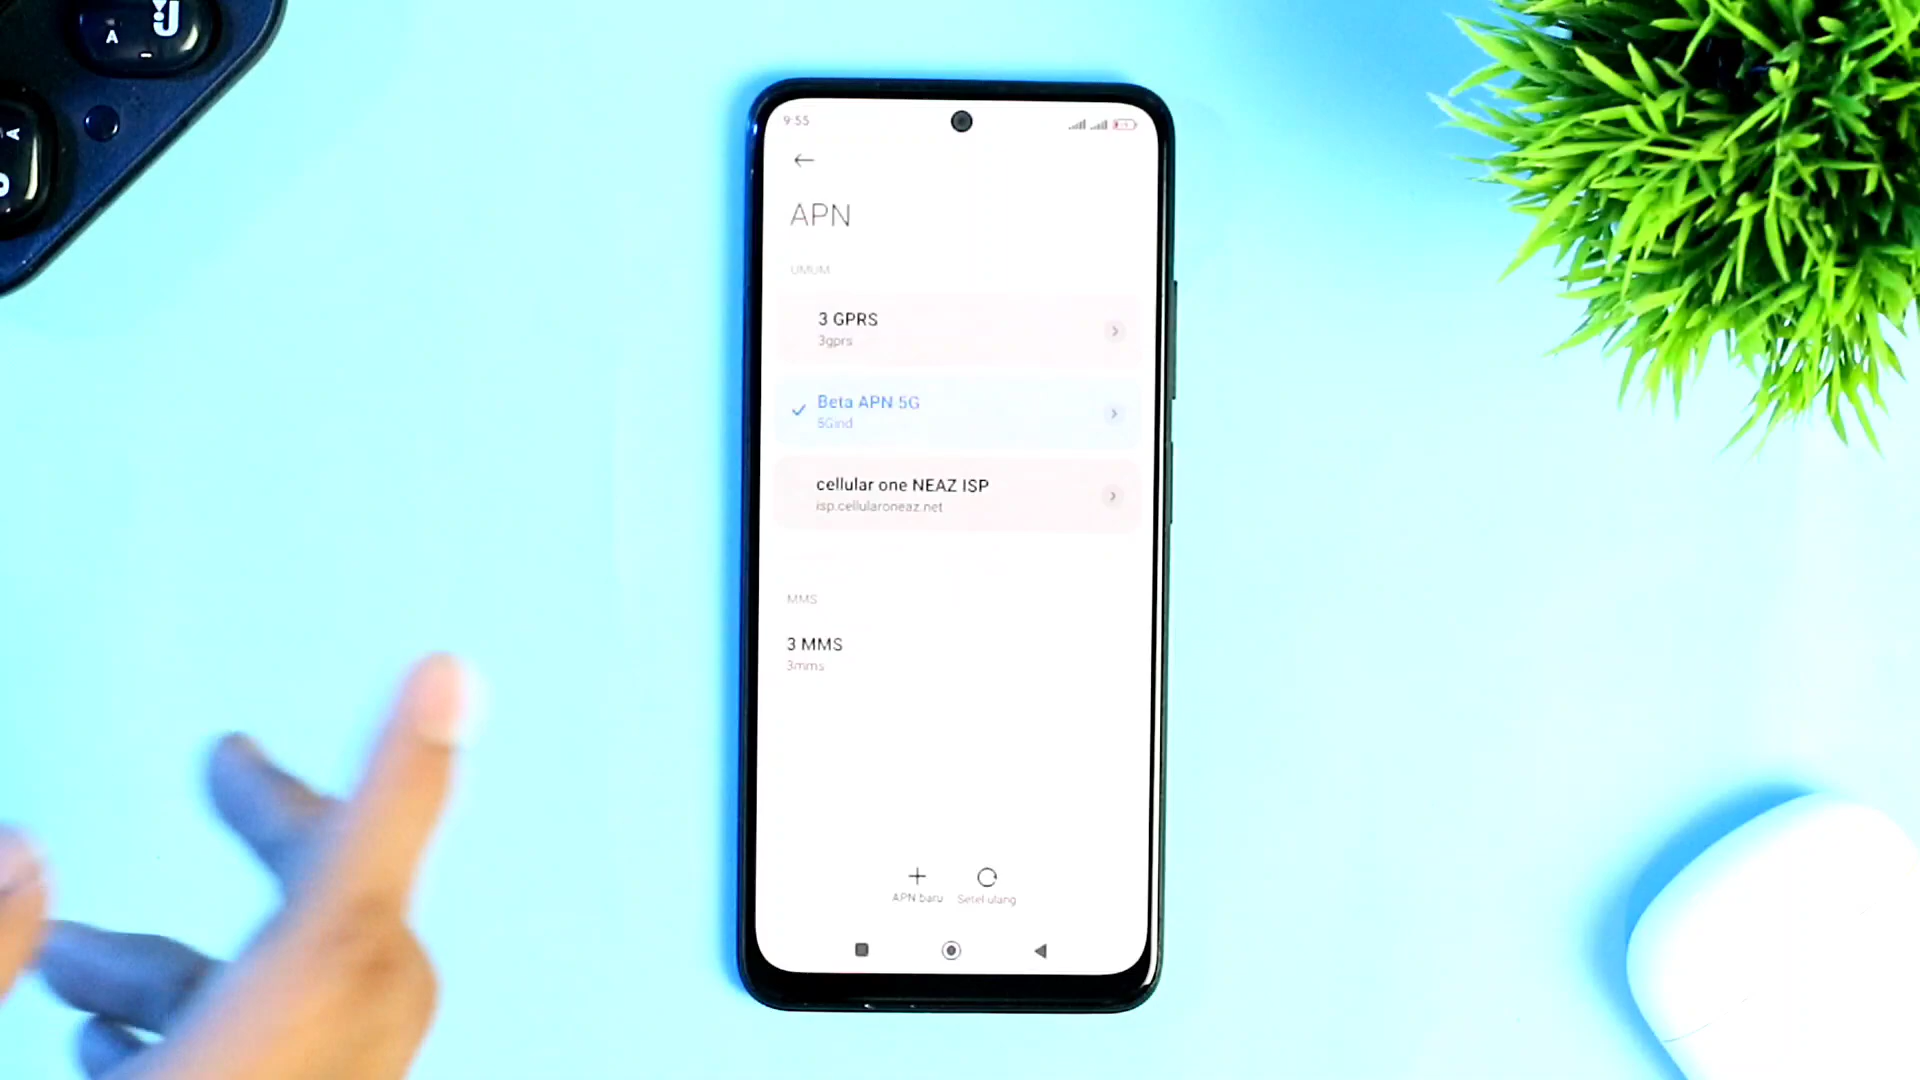 9:55
APN
UMUM
3 GPRS
3gprs
Beta APN 5G
5Gind
cellular one NEAZ ISP
isp.cellularoneaz.net
MMS
3 MMS
3mms
APN baru
Setel ulang